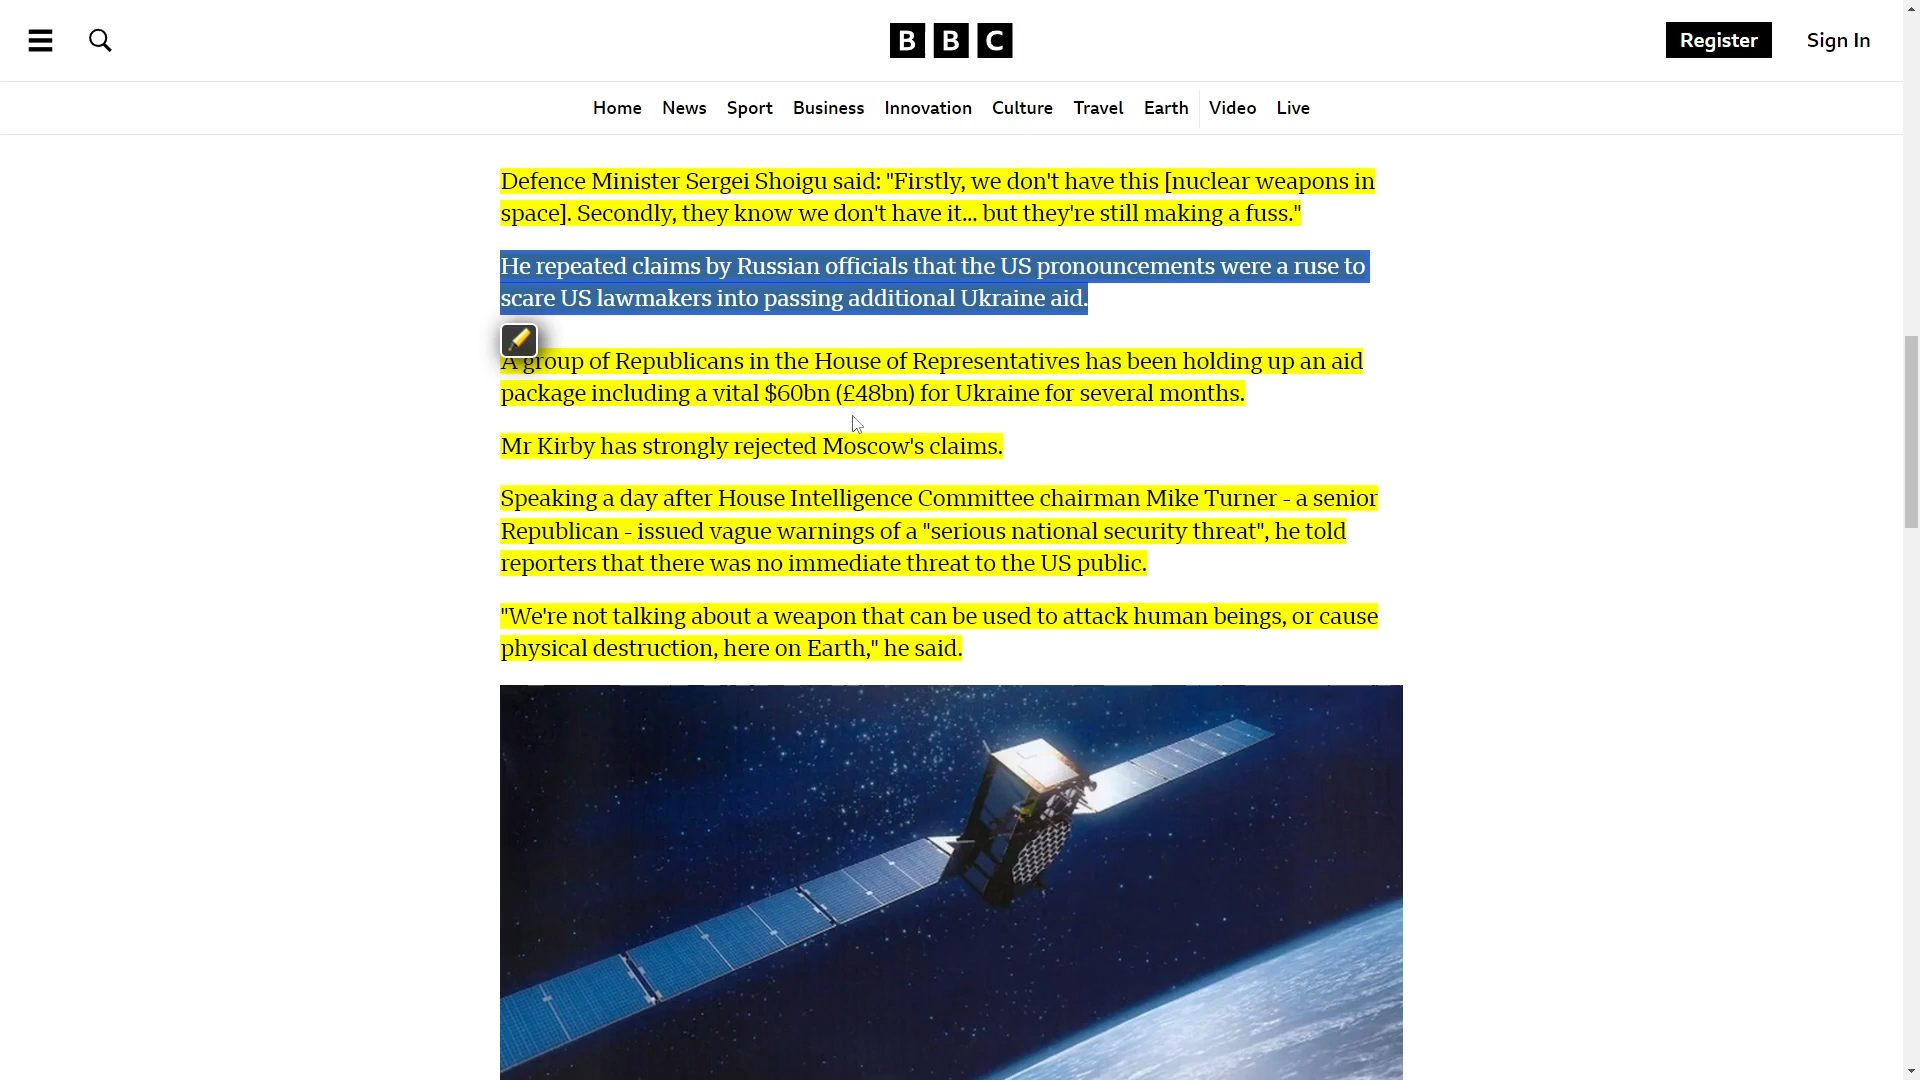 BBC
Register
Sign In
Home News Sport Business Innovation Culture Travel Earth Video Live
Defence Minister Sergei Shoigu said: "Firstly, we don't have this [nuclear weapons in
space]. Secondly, they know we don't have it... but they're still making a fuss."
He repeated claims by Russian officials that the US pronouncements were a ruse to
scare US lawmakers into passing additional Ukraine aid.
A group of Republicans in the House of Representatives has been holding up an aid
package including a vital $60bn (£48bn) for Ukraine for several months.
Mr Kirby has strongly rejected Moscow's claims.
Speaking a day after House Intelligence Committee chairman Mike Turner - a senior
Republican - issued vague warnings of a "serious national security threat", he told
reporters that there was no immediate threat to the US public.
"We're not talking about a weapon that can be used to attack human beings, or cause
physical destruction, here on Earth," he said.